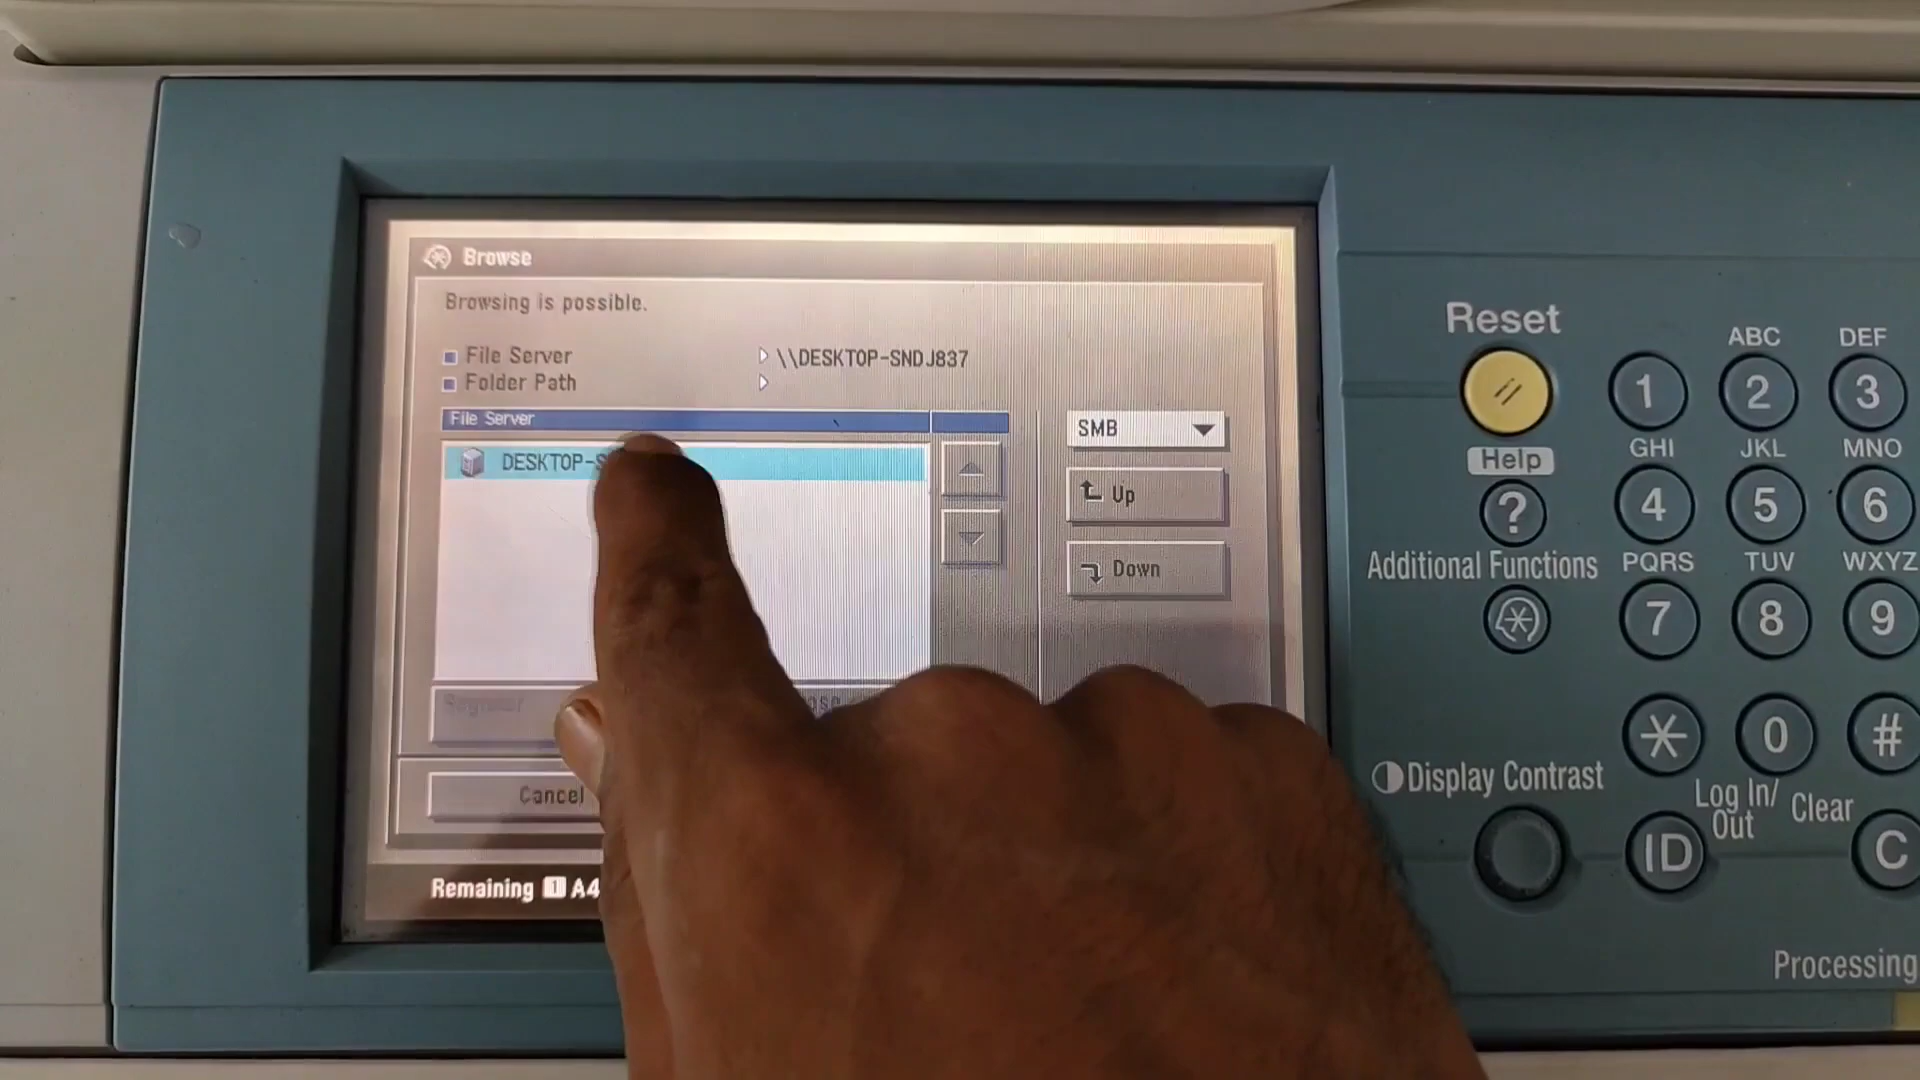 Browse
Browsing is possible.
File Server \\DESKTOP-SNDJ837
Folder Path
File Server
DESKTOP-S
SMB
Up
Down
Register
Cancel
Remaining 1 A4
Reset
Help
?
Additional Functions
Display Contrast
1
ABC
2
DEF
3
GHI
4
JKL
5
MNO
6
PQRS
7
TUV
8
WXYZ
9
0
#
Log In/
Out
ID
Clear
C
Processing